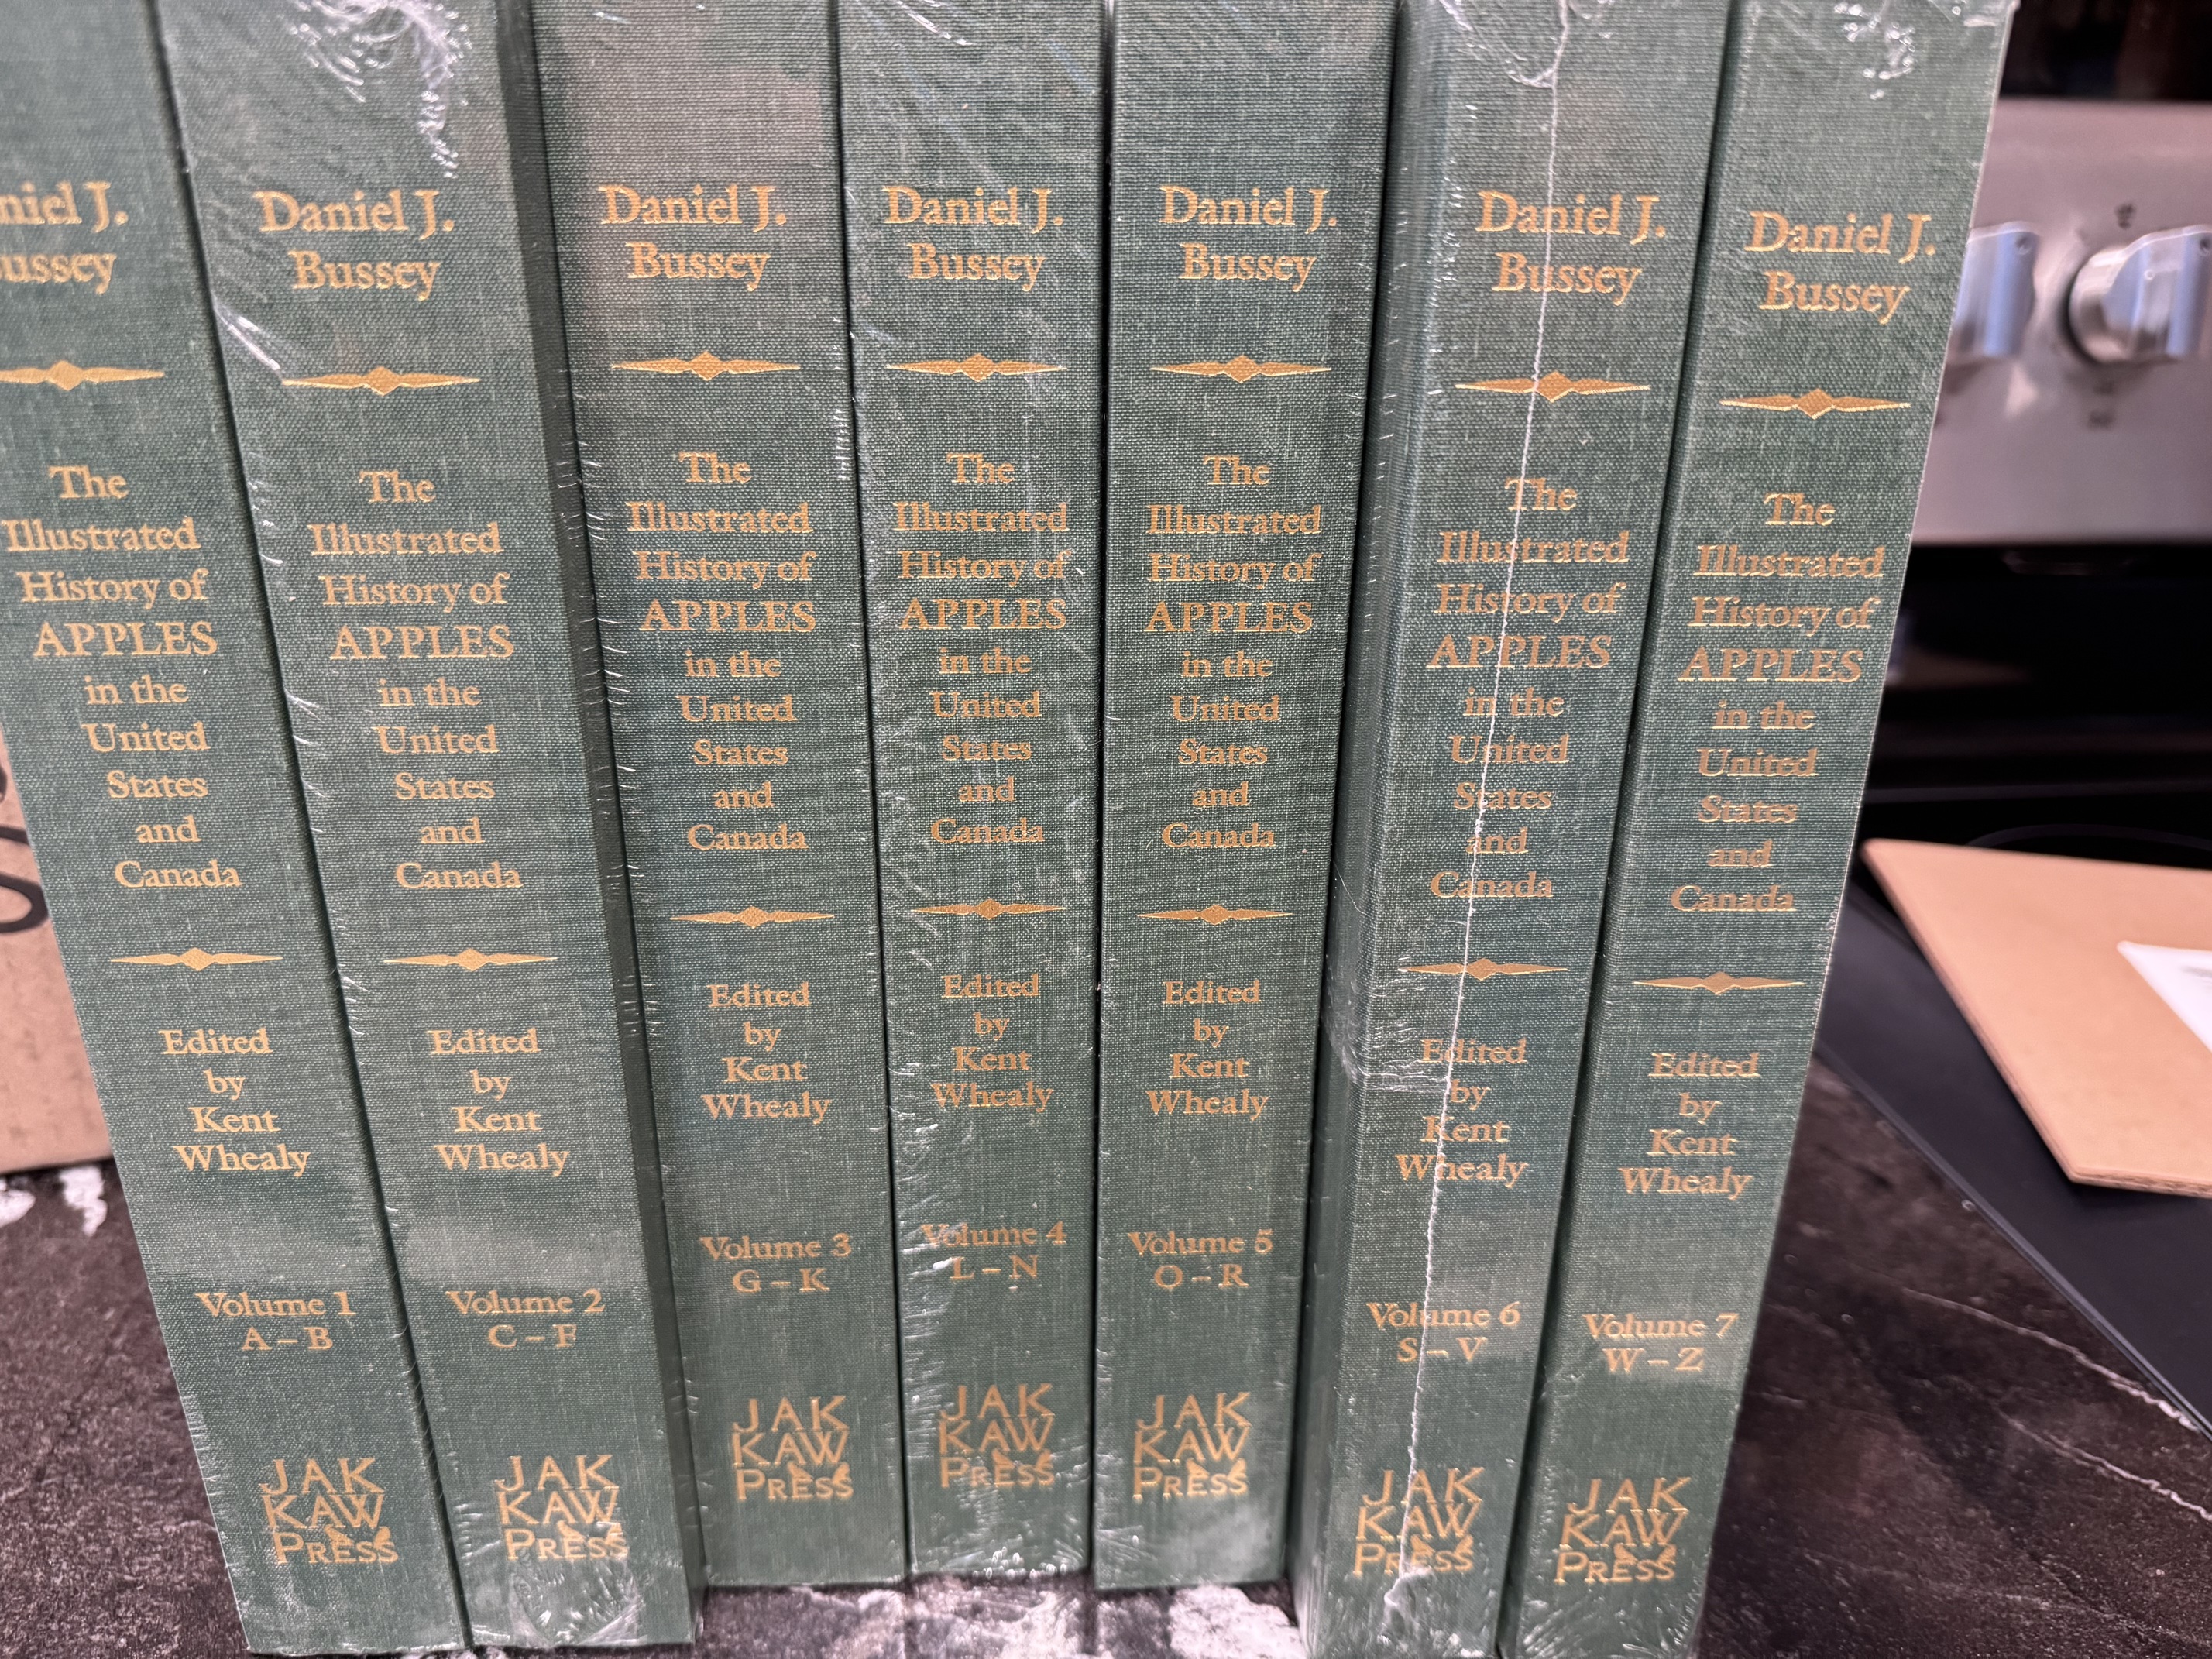 niel J.
ussey
The
Illustrated
History of
APPLES
in the
United
States
and
Canada
Edited
by
Kent
Whealy
Volume 1
A – B
JAK
KAW
PRESS
Daniel J.
Bussey
The
Illustrated
History of
APPLES
in the
United
States
and
Canada
Edited
by
Kent
Whealy
Volume 2
C – F
JAK
KAW
PRESS
Daniel J.
Bussey
The
Illustrated
History of
APPLES
in the
United
States
and
Canada
Edited
by
Kent
Whealy
Volume 3
G – K
JAK
KAW
PRESS
Daniel J.
Bussey
The
Illustrated
History of
APPLES
in the
United
States
and
Canada
Edited
by
Kent
Whealy
Volume 4
L – N
JAK
KAW
PRESS
Daniel J.
Bussey
The
Illustrated
History of
APPLES
in the
United
States
and
Canada
Edited
by
Kent
Whealy
Volume 5
O – R
JAK
KAW
PRESS
Daniel J.
Bussey
The
Illustrated
History of
APPLES
in the
United
States
and
Canada
Edited
by
Kent
Whealy
Volume 6
S – V
JAK
KAW
PRESS
Daniel J.
Bussey
The
Illustrated
History of
APPLES
in the
United
States
and
Canada
Edited
by
Kent
Whealy
Volume 7
W – Z
JAK
KAW
PRESS